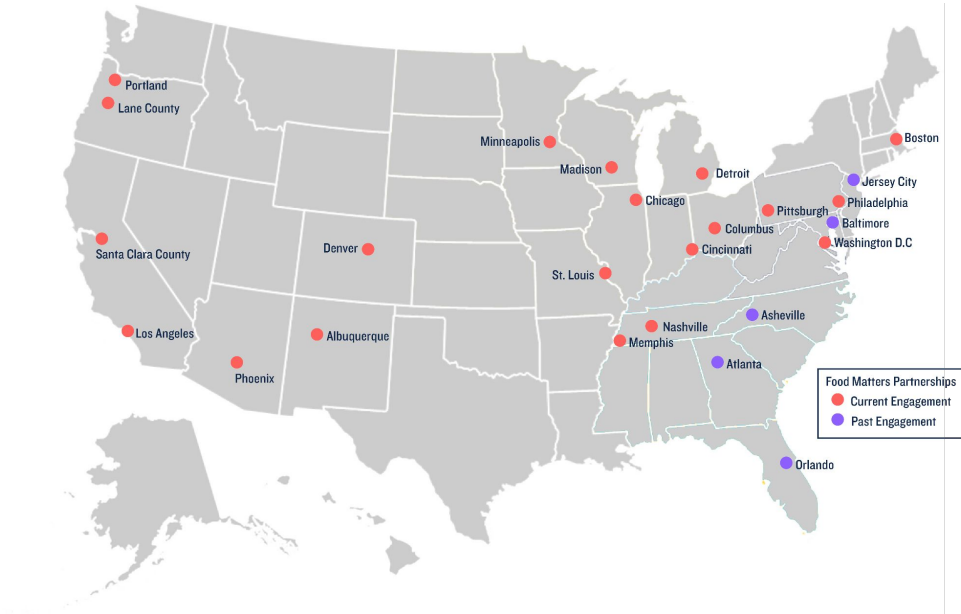 Portland
Lane County
Boston
Minneapolis
Madison
Detroit
Jersey City
Chicago
Pittsburgh
Philadelphia
Columbus
Baltimore
Santa Clara County
Denver
Cincinnati
Washington D.C
St. Louis
Asheville
Los Angeles
Albuquerque
Nashville
Memphis
Phoenix
Atlanta
Food Matters Partnerships
Current Engagement
Past Engagement
Orlando